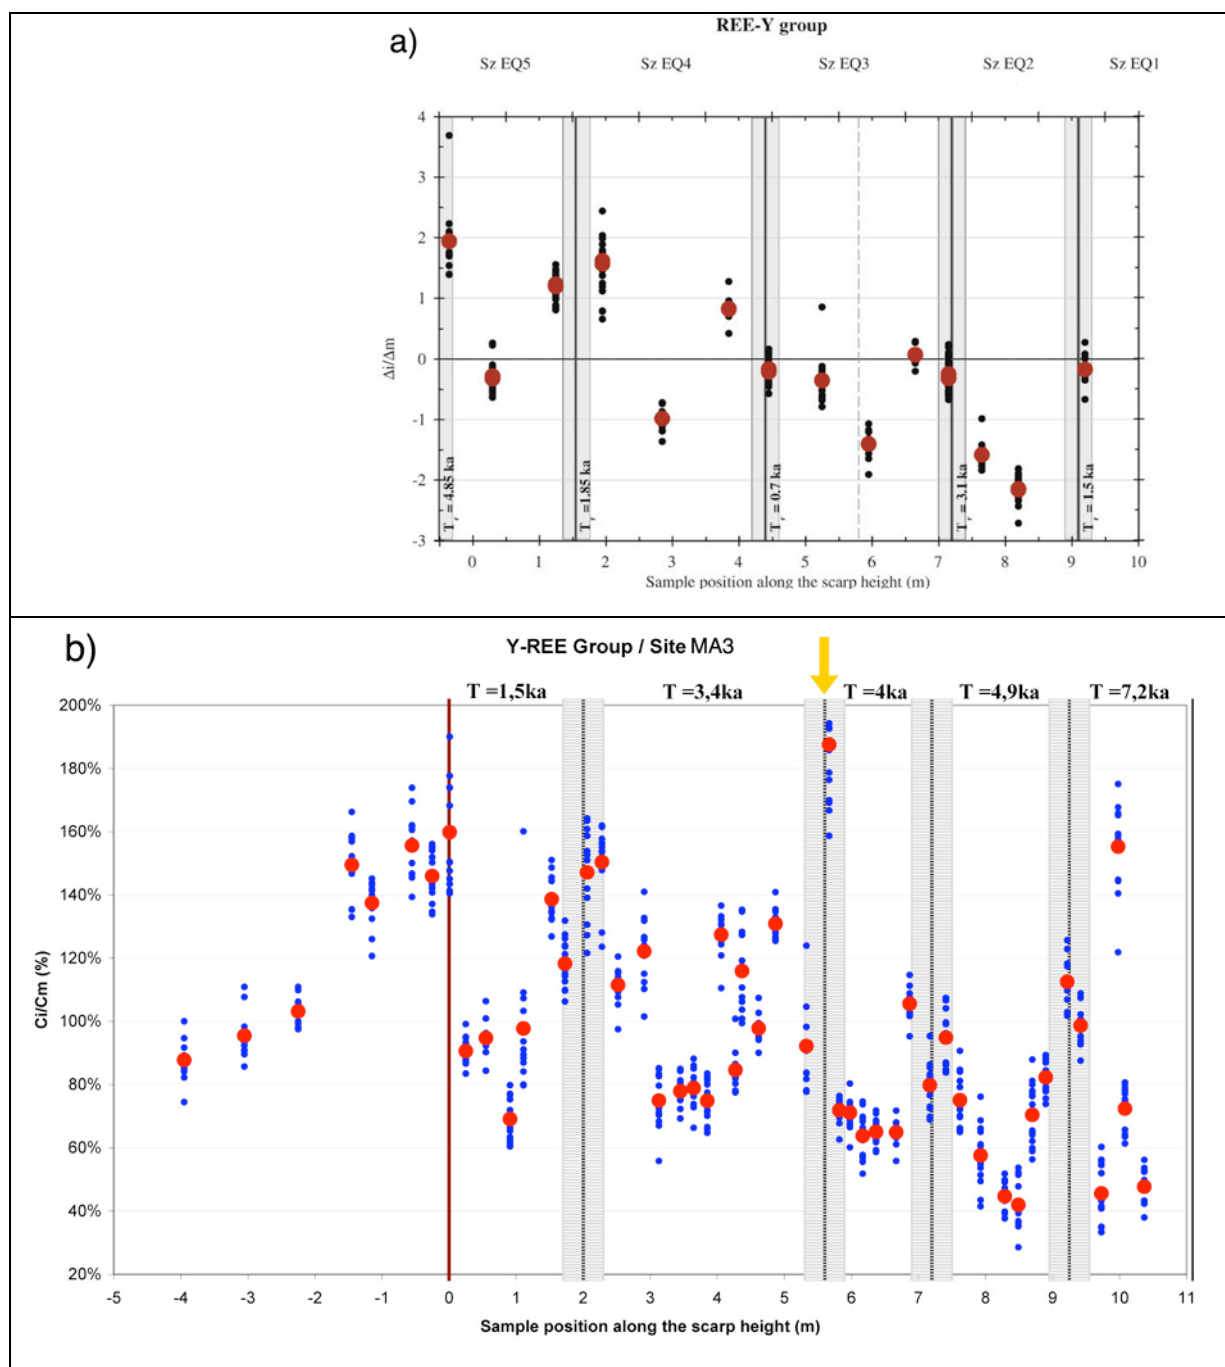 a)
REE-Y group
Sz EQ5 Sz EQ4 Sz EQ3 Sz EQ2 Sz EQ1
4
3
2
1
0
-1
-2
-3
Δi/Δm
T r = 4.85 ka
T r =1.85 ka
T r =0.7 ka
T r =3.1 ka
T r =1.5 ka
0 1 2 3 4 5 6 7 8 9 10
Sample position along the scarp height (m)
b)
Y-REE Group / Site MA3
T =1,5ka T =3,4ka T =4ka T =4,9ka T =7,2ka
200%
180%
160%
140%
120%
100%
80%
60%
40%
20%
Ci/Cm (%)
-5 -4 -3 -2 -1 0 1 2 3 4 5 6 7 8 9 10 11
Sample position along the scarp height (m)